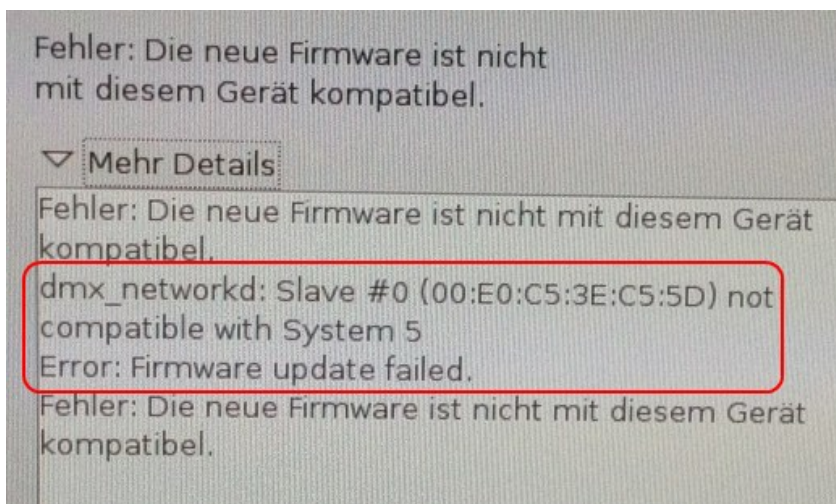 Fehler: Die neue Firmware ist nicht
mit diesem Gerät kompatibel.
Mehr Details
Fehler: Die neue Firmware ist nicht mit diesem Gerät
kompatibel.
dmx_networkd: Slave #0 (00:E0:C5:3E:C5:5D) not
compatible with System 5
Error: Firmware update failed.
Fehler: Die neue Firmware ist nicht mit diesem Gerät
kompatibel.